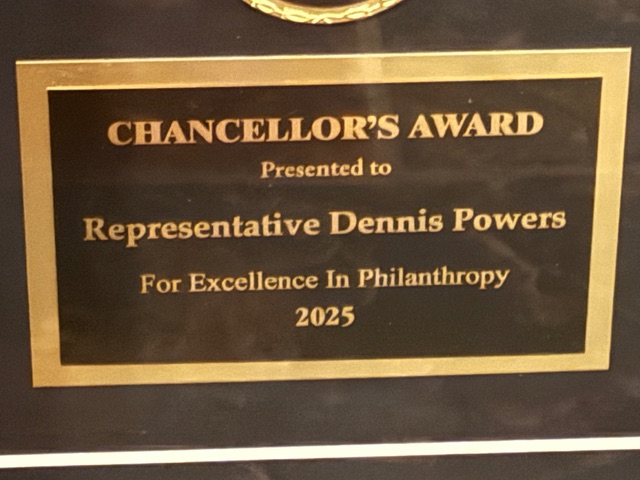 CHANCELLOR'S AWARD
Presented to
Representative Dennis Powers
For Excellence In Philanthropy
2025